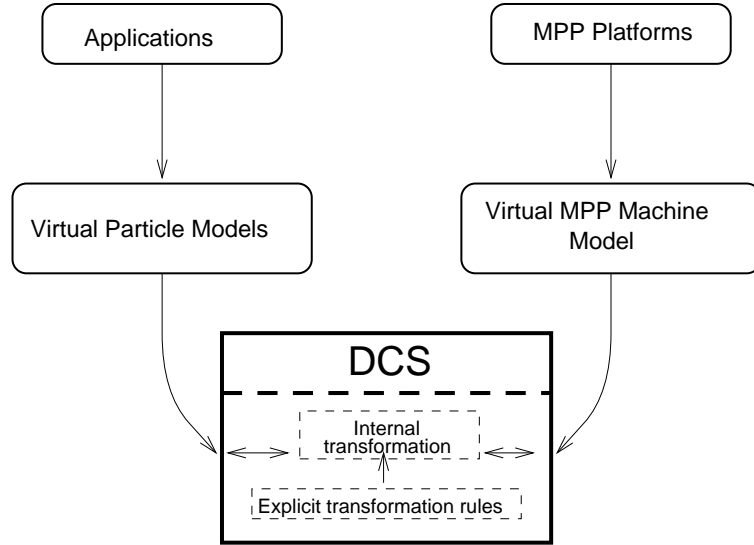 Applications
MPP Platforms
Virtual Particle Models
Virtual MPP Machine
Model
DCS
Internal
transformation
Explicit transformation rules